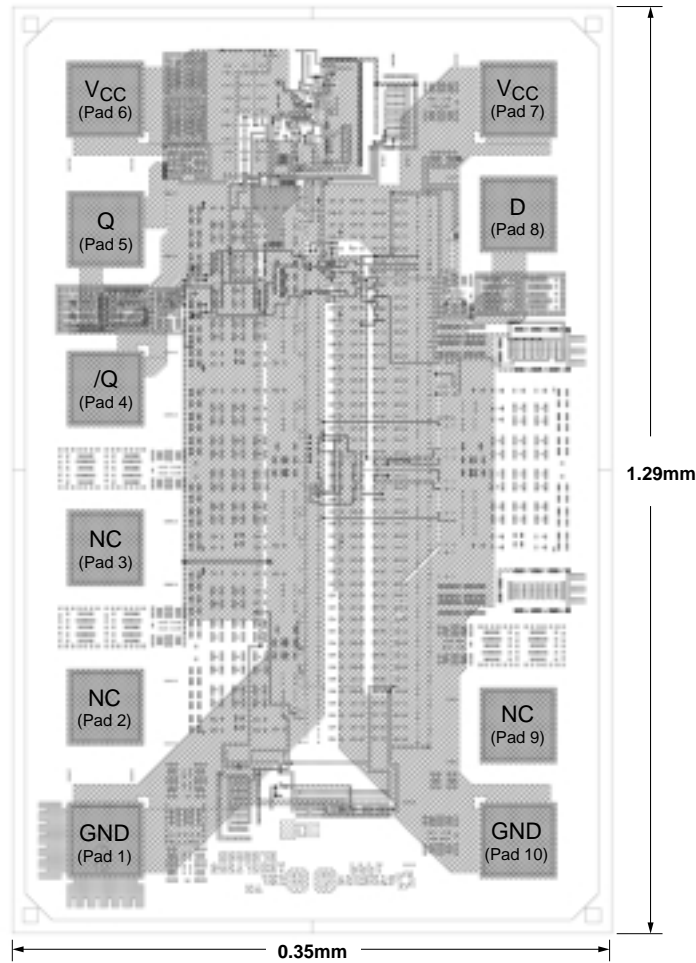 VCC
(Pad 6)
VCC
(Pad 7)
Q
(Pad 5)
D
(Pad 8)
/Q
(Pad 4)
1.29mm
NC
(Pad 3)
NC
(Pad 2)
NC
(Pad 9)
GND
(Pad 1)
GND
(Pad 10)
0.35mm